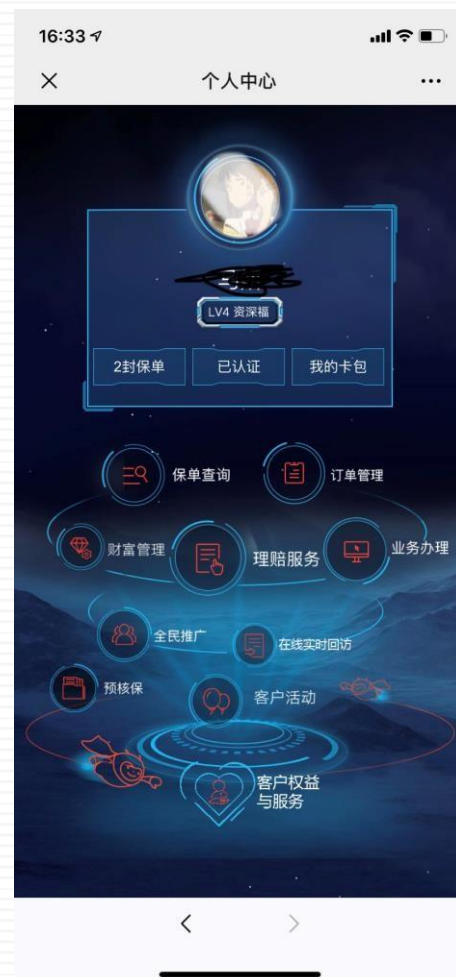 16:33
个人中心
LV4 资深福
2封保单 已认证 我的卡包
保单查询 订单管理
财富管理 理赔服务 业务办理
全民推广 在线实时回访
预核保 客户活动
客户权益
与服务